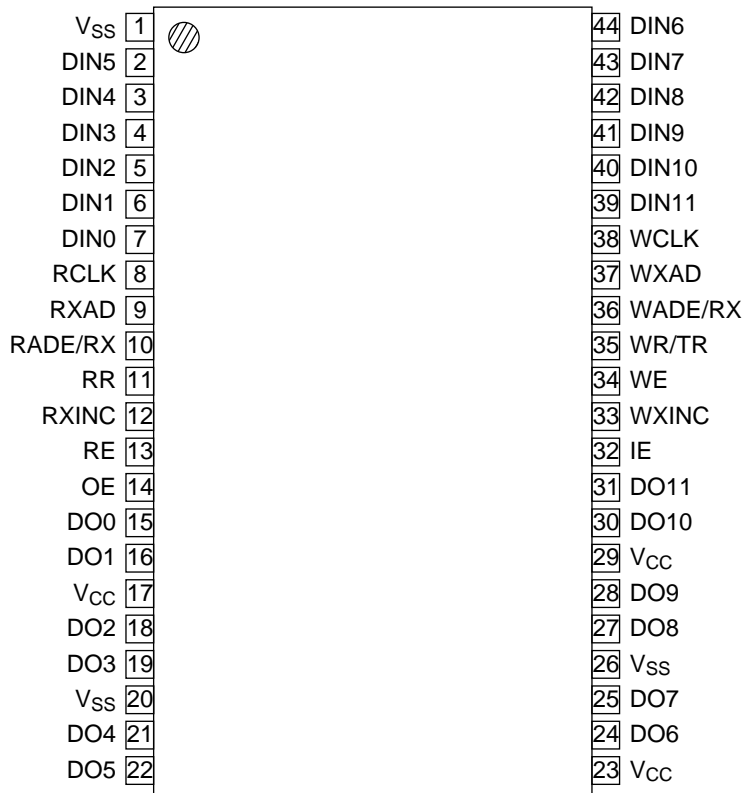 VSS 1 44 DIN6
DIN5 2 43 DIN7
DIN4 3 42 DIN8
DIN3 4 41 DIN9
DIN2 5 40 DIN10
DIN1 6 39 DIN11
DIN0 7 38 WCLK
RCLK 8 37 WXAD
RXAD 9 36 WADE/RX
RADE/RX 10 35 WR/TR
RR 11 34 WE
RXINC 12 33 WXINC
RE 13 32 IE
OE 14 31 DO11
DO0 15 30 DO10
DO1 16 29 VCC
VCC 17 28 DO9
DO2 18 27 DO8
DO3 19 26 VSS
VSS 20 25 DO7
DO4 21 24 DO6
DO5 22 23 VCC